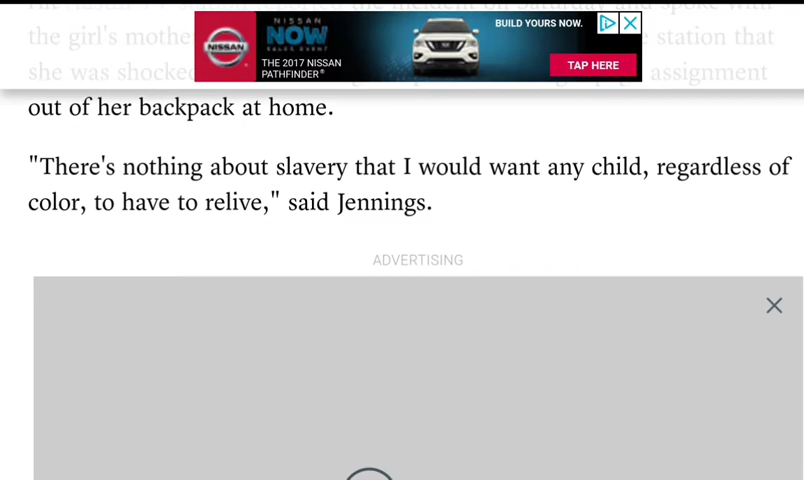 NISSAN
NISSAN
NOW
SALES EVENT
THE 2017 NISSAN
PATHFINDER®
BUILD YOURS NOW.
TAP HERE
the girl's mothe
station that
she was shocke
assignment
out of her backpack at home.
"There's nothing about slavery that I would want any child, regardless of
color, to have to relive," said Jennings.
ADVERTISING